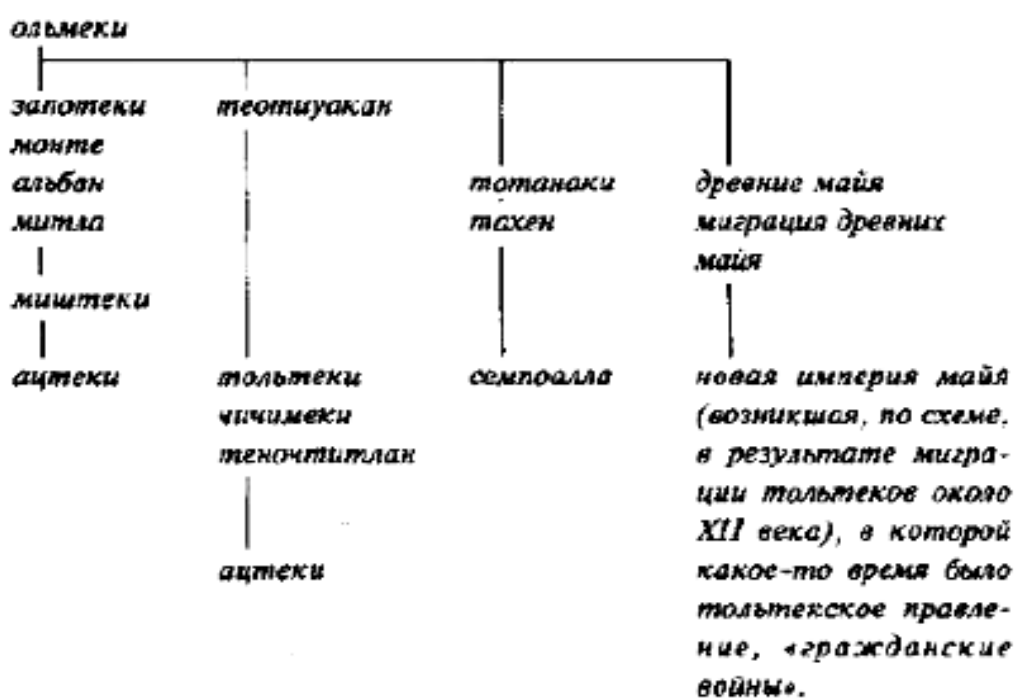 ольмеки
запотеки
монте
альбан
митла
миштеки
ацтеки
теотиуакан
тольтеки
чичимеки
теночтитлан
ацтеки
тотанаки
тахен
семпоалла
древние майя
миграция древних
майя
новая империя майя
(возникшая, по схеме,
в результате мигра-
ции тольтеков около
XII века), в которой
какое-то время было
тольтекское правле-
ние, «гражданские
войны».